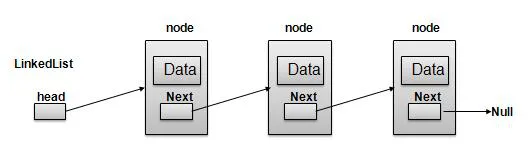 node node node
LinkedList
Data Data Data
head Next Next Next
Null